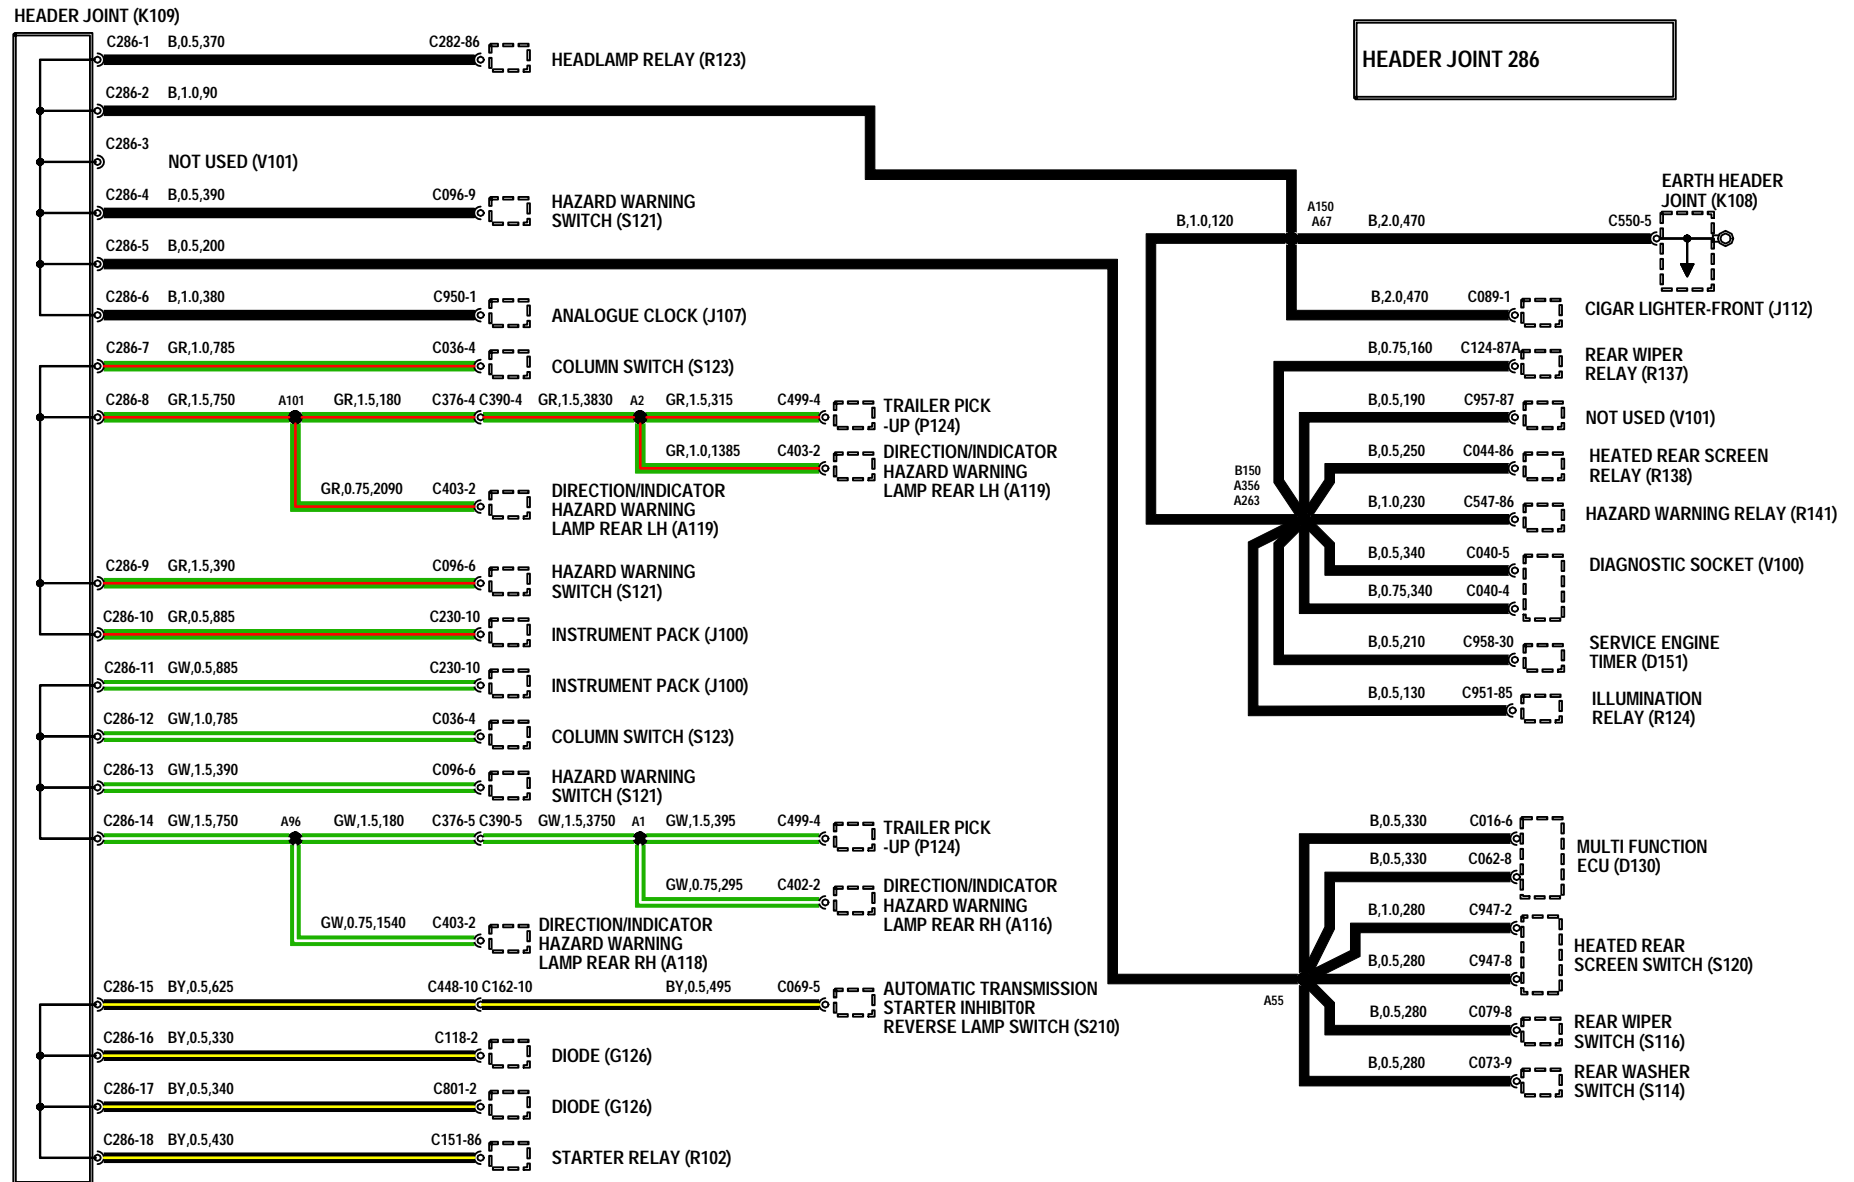 HEADER JOINT (K109)
HEADER JOINT 286
C286-1 B,0.5,370 C282-86
HEADLAMP RELAY (R123)
C286-2 B,1.0,90
C286-3
NOT USED (V101)
C286-4 B,0.5,390 C096-9
HAZARD WARNING
SWITCH (S121)
C286-5 B,0.5,200
C286-6 B,1.0,380 C950-1
ANALOGUE CLOCK (J107)
C286-7 GR,1.0,785 C036-4
COLUMN SWITCH (S123)
C286-8 GR,1.5,750 A101 GR,1.5,180 C376-4 C390-4 GR,1.5,3830 A2 GR,1.5,315 C499-4
TRAILER PICK
-UP (P124)
GR,1.0,1385 C403-2
DIRECTION/INDICATOR
HAZARD WARNING
LAMP REAR LH (A119)
GR,0.75,2090 C403-2
DIRECTION/INDICATOR
HAZARD WARNING
LAMP REAR LH (A119)
C286-9 GR,1.5,390 C096-6
HAZARD WARNING
SWITCH (S121)
C286-10 GR,0.5,885 C230-10
INSTRUMENT PACK (J100)
C286-11 GW,0.5,885 C230-10
INSTRUMENT PACK (J100)
C286-12 GW,1.0,785 C036-4
COLUMN SWITCH (S123)
C286-13 GW,1.5,390 C096-6
HAZARD WARNING
SWITCH (S121)
C286-14 GW,1.5,750 A96 GW,1.5,180 C376-5 C390-5 GW,1.5,3750 A1 GW,1.5,395 C499-4
TRAILER PICK
-UP (P124)
GW,0.75,295 C402-2
DIRECTION/INDICATOR
HAZARD WARNING
LAMP REAR RH (A116)
GW,0.75,1540 C403-2
DIRECTION/INDICATOR
HAZARD WARNING
LAMP REAR RH (A118)
C286-15 BY,0.5,625 C448-10 C162-10 BY,0.5,495 C069-5
AUTOMATIC TRANSMISSION
STARTER INHIBIT0R
REVERSE LAMP SWITCH (S210)
C286-16 BY,0.5,330 C118-2
DIODE (G126)
C286-17 BY,0.5,340 C801-2
DIODE (G126)
C286-18 BY,0.5,430 C151-86
STARTER RELAY (R102)
EARTH HEADER
JOINT (K108)
B,1.0,120
A150
A67
B,2.0,470 C550-5
B,2.0,470 C089-1
CIGAR LIGHTER-FRONT (J112)
B,0.75,160 C124-87A
REAR WIPER
RELAY (R137)
B,0.5,190 C957-87
NOT USED (V101)
B,0.5,250 C044-86
HEATED REAR SCREEN
RELAY (R138)
B150
A356
A263
B,1.0,230 C547-86
HAZARD WARNING RELAY (R141)
B,0.5,340 C040-5
DIAGNOSTIC SOCKET (V100)
B,0.75,340 C040-4
B,0.5,210 C958-30
SERVICE ENGINE
TIMER (D151)
B,0.5,130 C951-85
ILLUMINATION
RELAY (R124)
B,0.5,330 C016-6
MULTI FUNCTION
ECU (D130)
B,0.5,330 C062-8
B,1.0,280 C947-2
HEATED REAR
SCREEN SWITCH (S120)
B,0.5,280 C947-8
A55
B,0.5,280 C079-8
REAR WIPER
SWITCH (S116)
B,0.5,280 C073-9
REAR WASHER
SWITCH (S114)